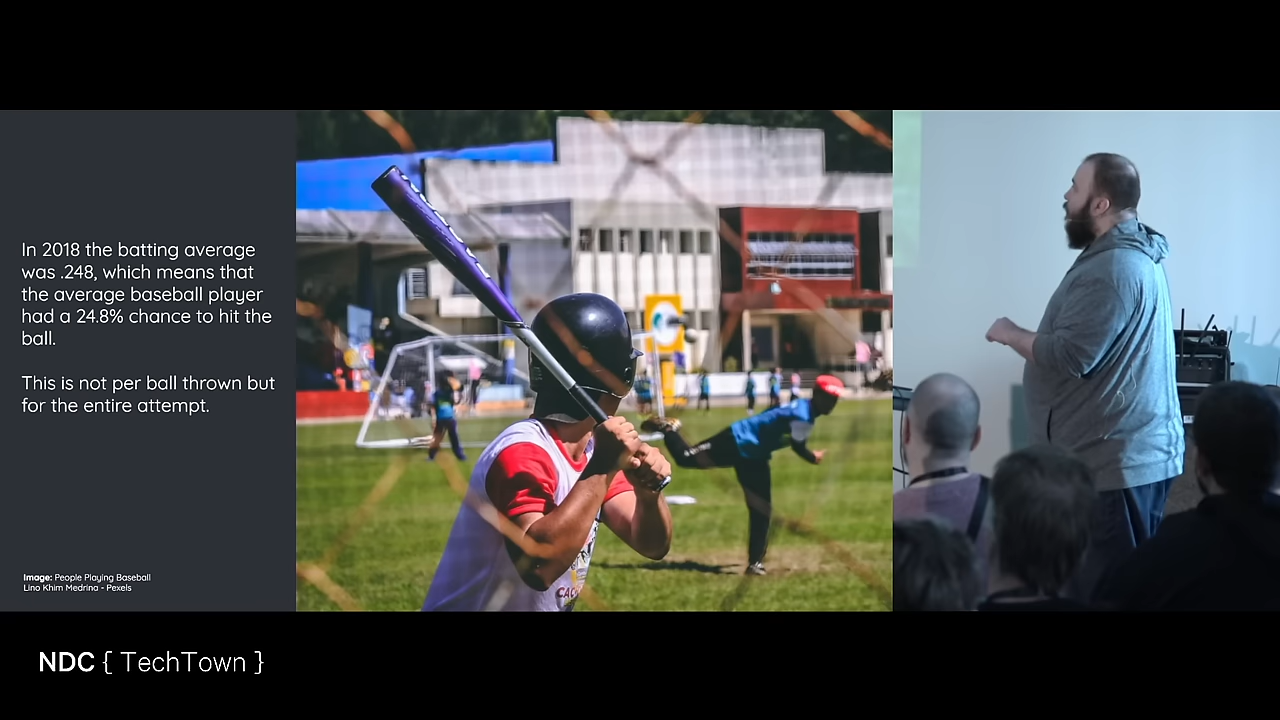 In 2018 the batting average
was .248, which means that
the average baseball player
had a 24.8% chance to hit the
ball.
This is not per ball thrown but
for the entire attempt.
Image: People Playing Baseball
Lino Khim Medrina - Pexels
NDC { TechTown }